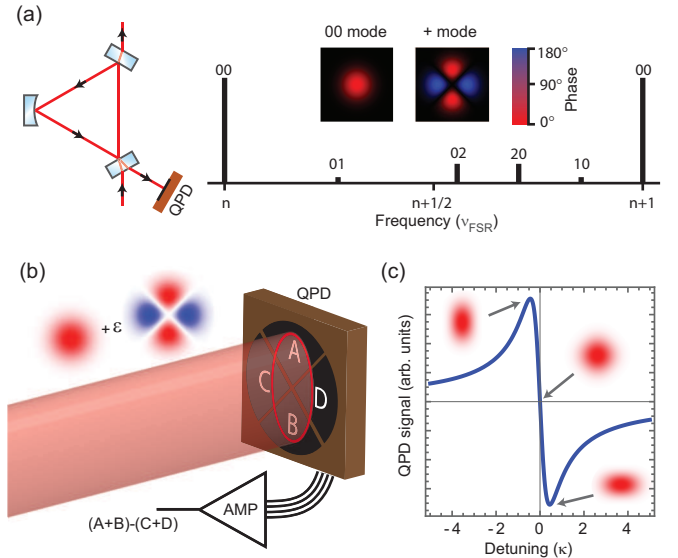 (a)
00 mode
+ mode
180°
90°
0°
Phase
00
01
02
20
10
00
n
n+1/2
n+1
Frequency (νFSR)
QPD
(b)
QPD
+ ε
A
C
D
B
AMP
(A+B)-(C+D)
(c)
QPD signal (arb. units)
-4
-2
0
2
4
Detuning (κ)